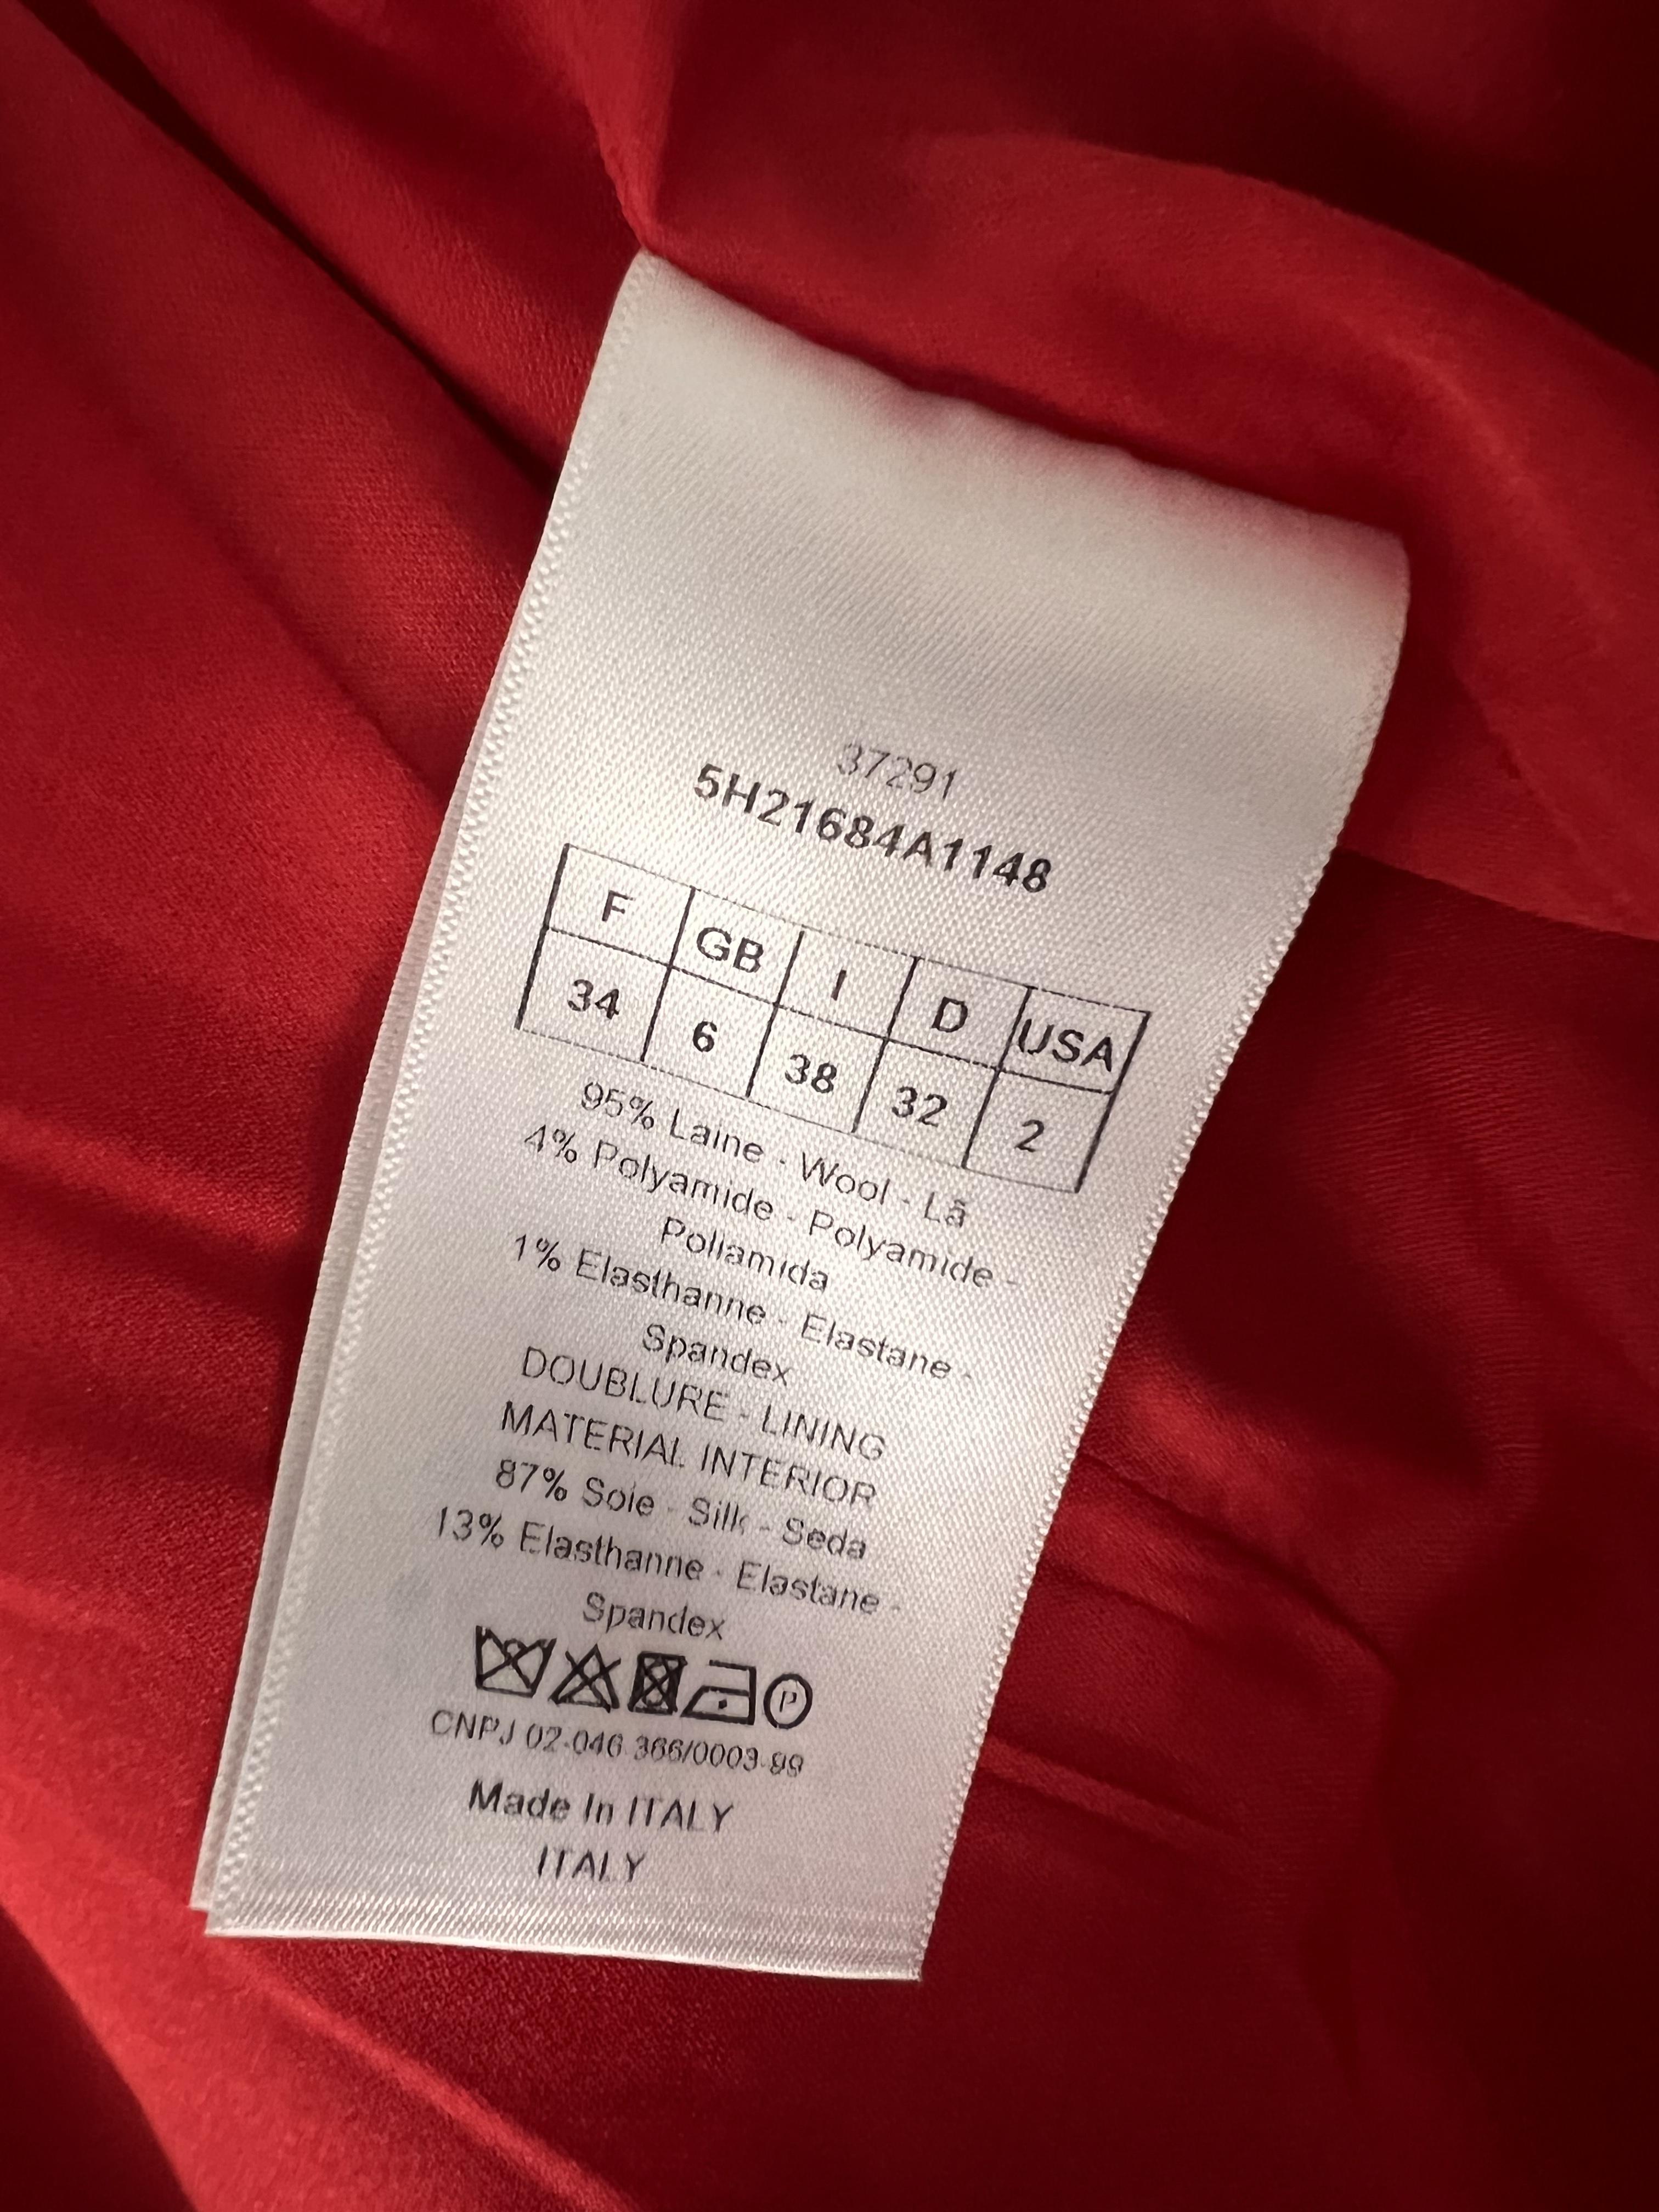 37291
5H21684A1148
F GB I D USA
34 6 38 32 2
95% Laine - Wool - Lã
4% Polyamide - Polyamide -
Poliamida
1% Elasthanne - Elastane -
Spandex
DOUBLURE - LINING
MATERIAL INTERIOR
87% Soie - Silk - Seda
13% Elasthanne - Elastane -
Spandex
P
CNPJ 02.046.366/0003-99
Made In ITALY
ITALY